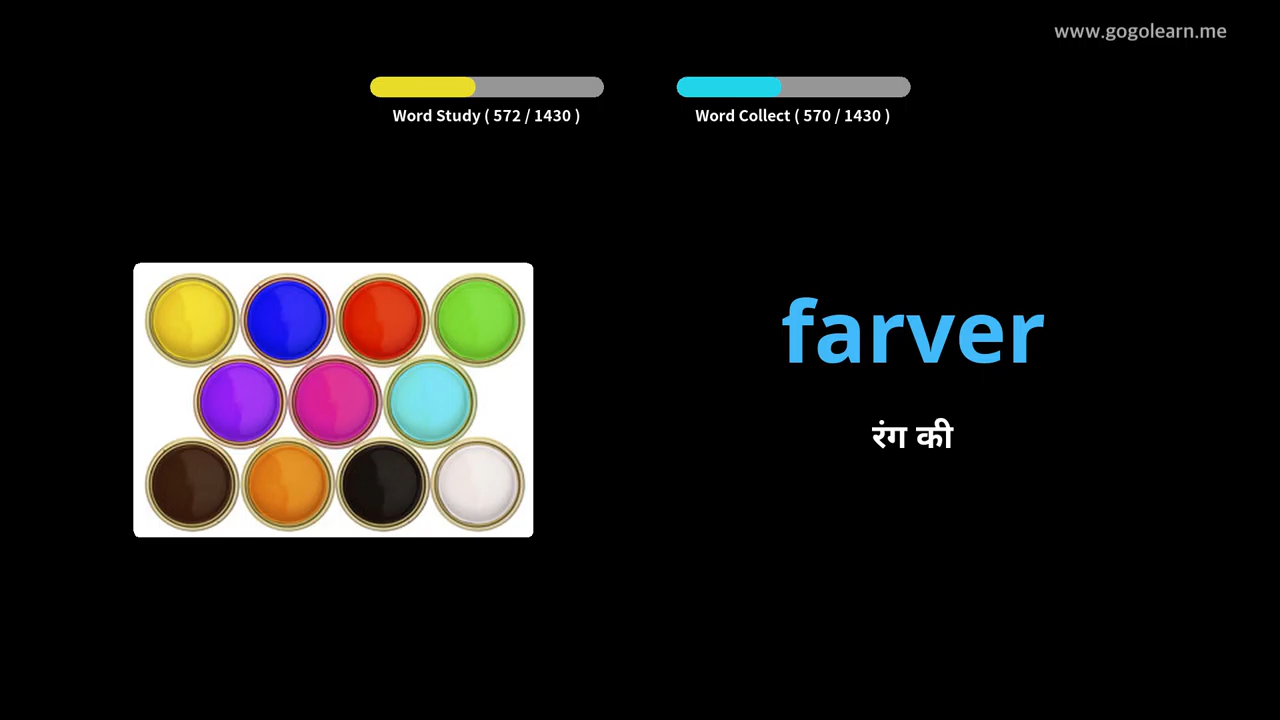 www.gogolearn.me
Word Study ( 572 / 1430 )
Word Collect ( 570 / 1430 )
farver
रंग की